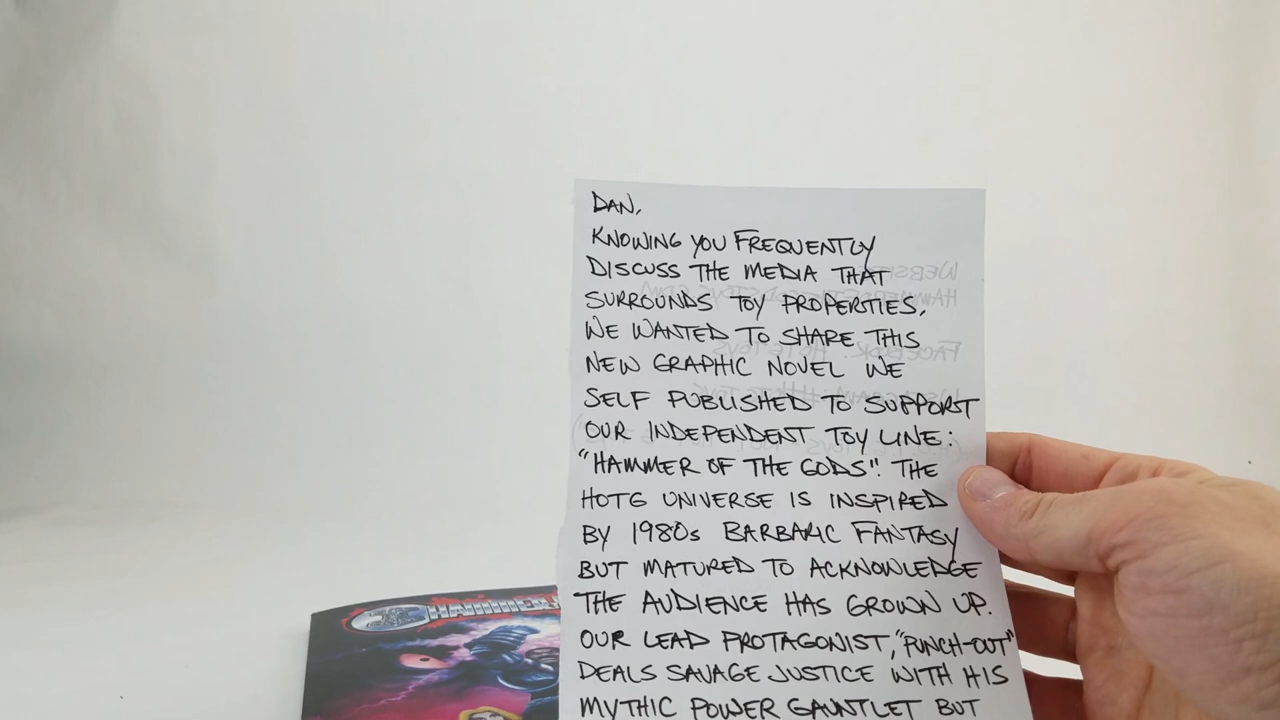 DAN,
KNOWING YOU FREQUENTLY
DISCUSS THE MEDIA THAT
SURROUNDS TOY PROPERTIES,
WE WANTED TO SHARE THIS
NEW GRAPHIC NOVEL WE
SELF PUBLISHED TO SUPPORT
OUR INDEPENDENT TOY LINE:
"HAMMER OF THE GODS". THE
HOTG UNIVERSE IS INSPIRED
BY 1980s BARBARIC FANTASY
BUT MATURED TO ACKNOWLEDGE
THE AUDIENCE HAS GROWN UP.
OUR LEAD PROTAGONIST, "PUNCH-OUT"
DEALS SAVAGE JUSTICE WITH HIS
MYTHIC POWER GAUNTLET BUT
HAMMER